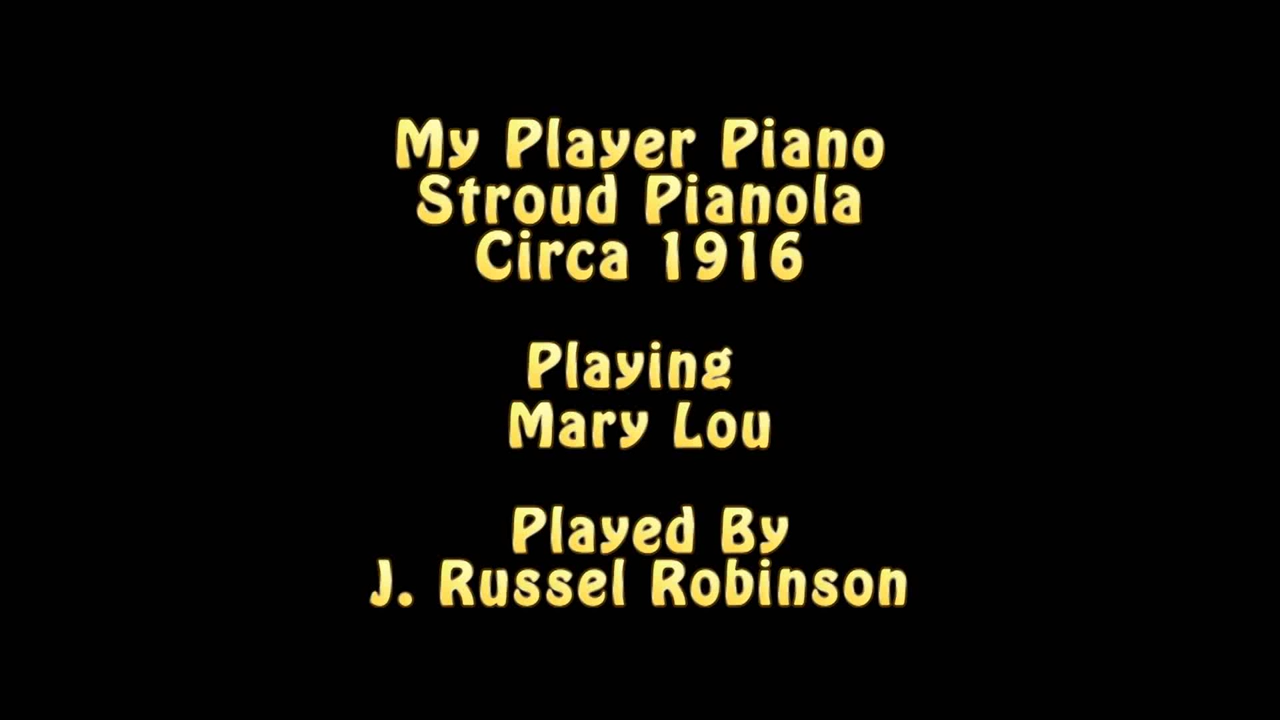 My Player Piano
Stroud Pianola
Circa 1916
Playing
Mary Lou
Played By
J. Russel Robinson